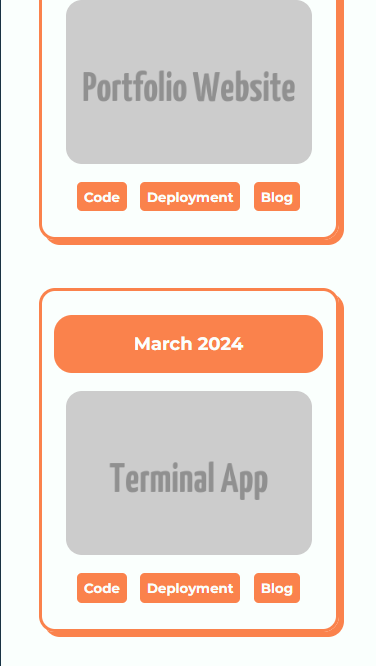 Portfolio Website
Code Deployment Blog
March 2024
Terminal App
Code Deployment Blog